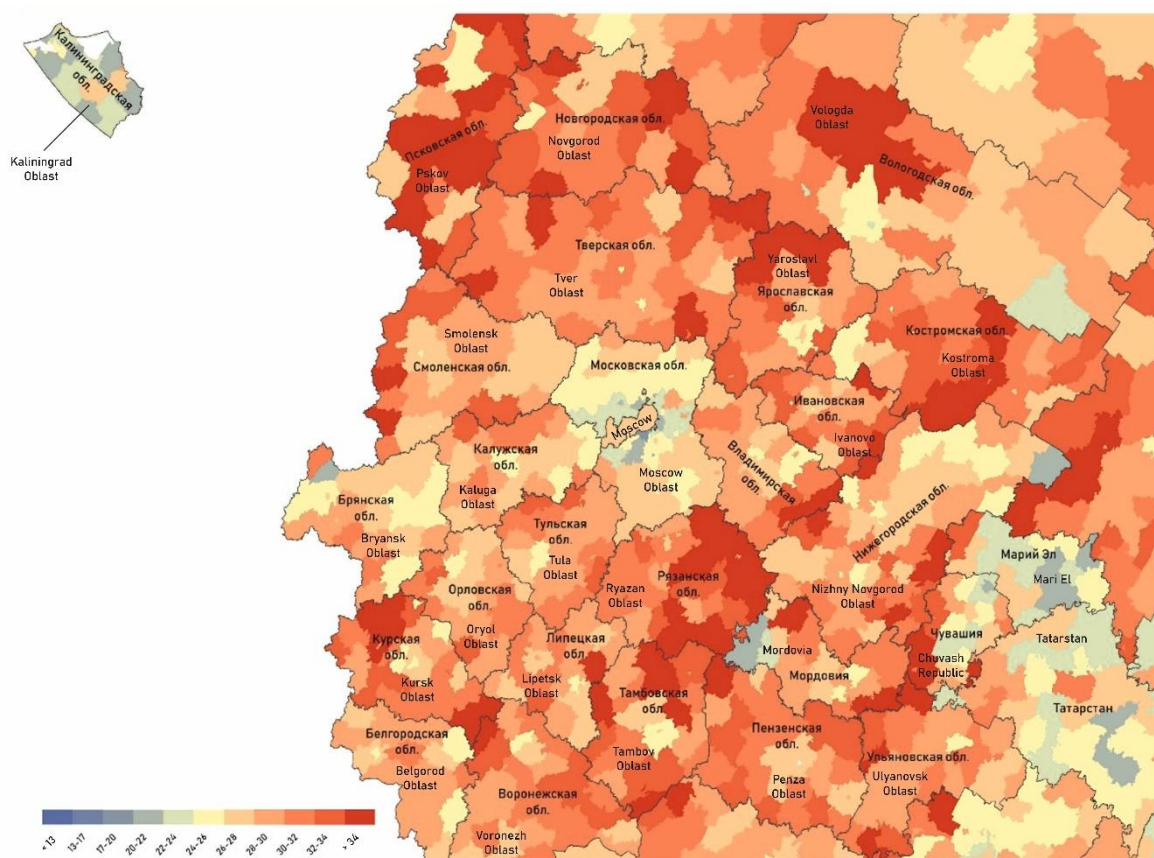 Калининградская
обл.
Kaliningrad
Oblast
Псковская обл.
Pskov
Oblast
Новгородская обл.
Novgorod
Oblast
Vologda
Oblast
Вологодская обл.
Тверская обл.
Tver
Oblast
Yaroslavl
Oblast
Ярославская
обл.
Костромская обл.
Kostroma
Oblast
Smolensk
Oblast
Смоленская обл.
Московская обл.
Moscow
Moscow
Oblast
Ивановская
обл.
Ivanovo
Oblast
Владимирская
обл.
Калужская
обл.
Kaluga
Oblast
Брянская
обл.
Bryansk
Oblast
Тульская
обл.
Tula
Oblast
Рязанская
обл.
Ryazan
Oblast
Нижегородская обл.
Nizhny Novgorod
Oblast
Марий Эл
Mari El
Орловская
обл.
Oryol
Oblast
Липецкая
обл.
Lipetsk
Oblast
Курская
обл.
Kursk
Oblast
Тамбовская
обл.
Tambov
Oblast
Mordovia
Мордовия
Чувашия
Chuvash
Republic
Tatarstan
Татарстан
Белгородская
обл.
Belgorod
Oblast
Пензенская
обл.
Penza
Oblast
Ульяновская обл.
Ulyanovsk
Oblast
Воронежская
обл.
Voronezh
Oblast
< 13
13-17
17-20
20-22
22-24
24-26
26-28
28-30
30-32
32-34
> 34